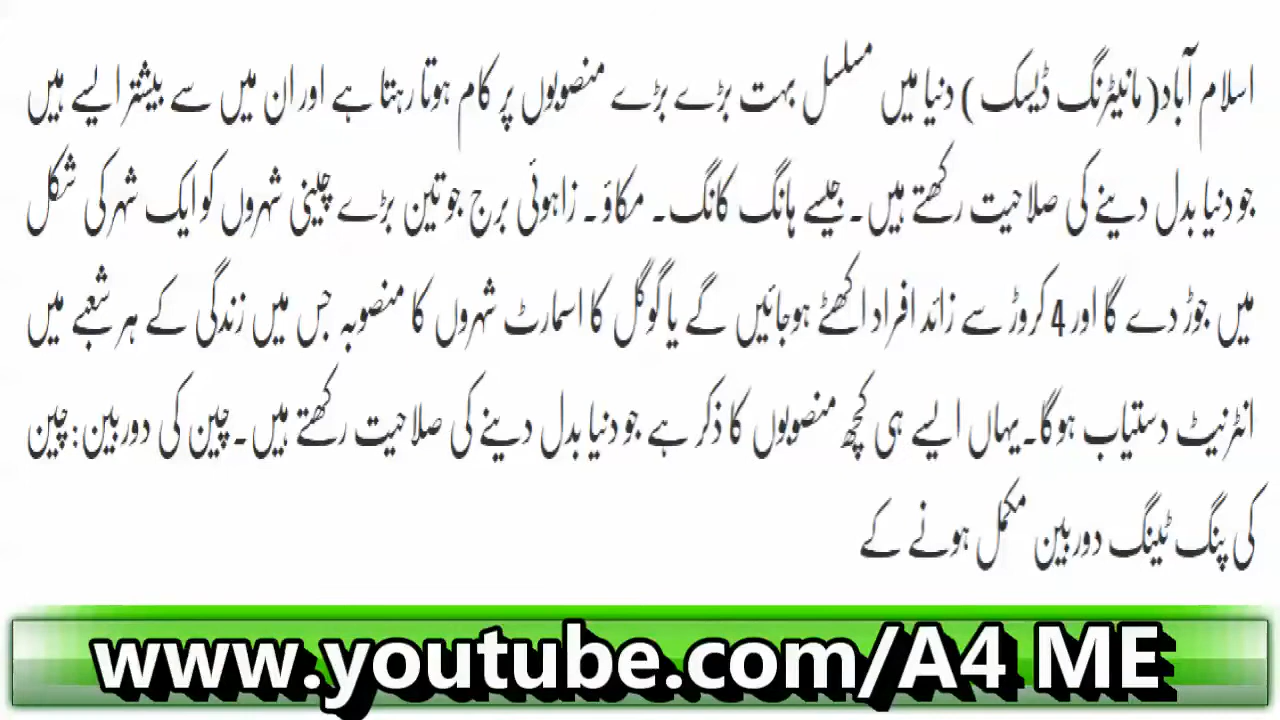 اسلام آباد(مانیٹرنگ ڈیسک) دنیا میں مسلسل بہت بڑے بڑے منصوبوں پر کام ہوتا رہتا ہے اور ان میں سے بیشتر ایسے ہیں
جو دنیا بدل دینے کی صلاحیت رکھتے ہیں۔ جیسے ہانگ کانگ۔ مکاؤ۔ زاہوئی برج جو تین بڑے چینی شہروں کو ایک شہر کی شکل
میں جوڑ دے گا اور 4 کروڑ سے زائد افراد اکھٹے ہوجائیں گے یا گوگل کا اسمارٹ شہروں کا منصوبہ جس میں زندگی کے ہر شعبے میں
انٹرنیٹ دستیاب ہوگا۔ یہاں ایسے ہی کچھ منصوبوں کا ذکر ہے جو دنیا بدل دینے کی صلاحیت رکھتے ہیں۔ چین کی دوربین: چین
کی پنگ ٹینگ دوربین مکمل ہونے کے
www.youtube.com/A4 ME